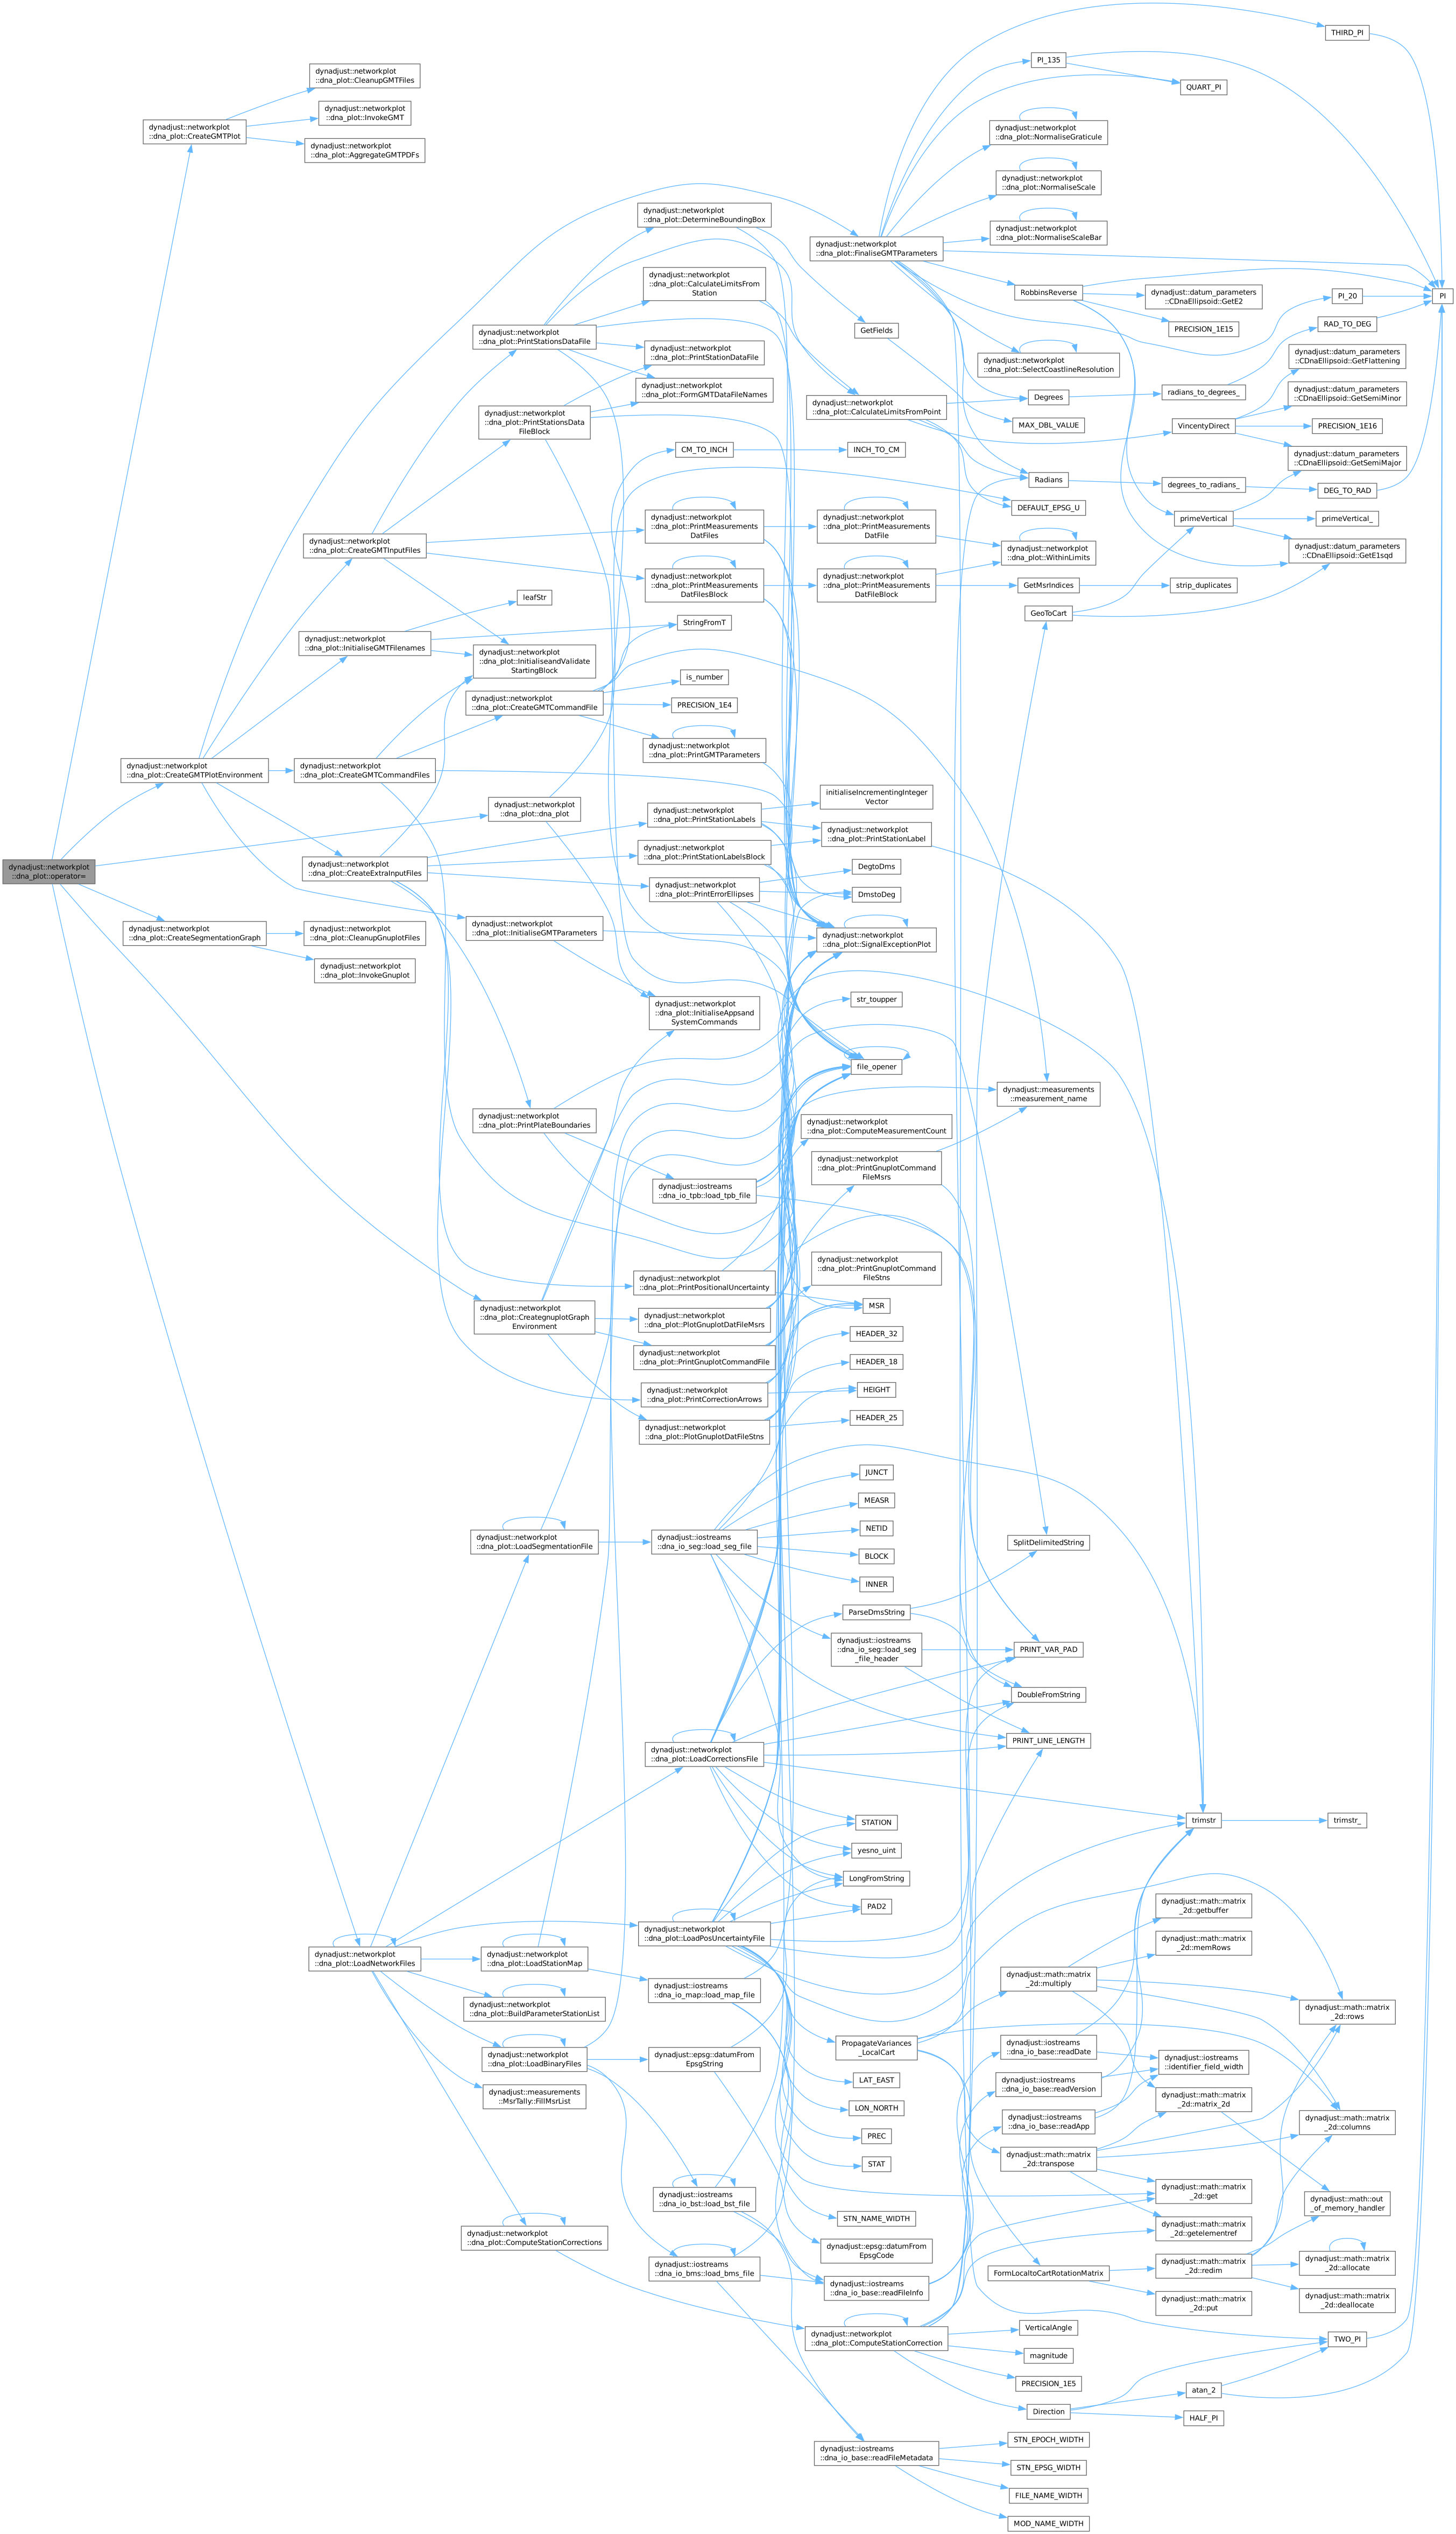 dynadjust::networkplot
::dna_plot::operator=
dynadjust::networkplot
::dna_plot::CreateGMTPlot
dynadjust::networkplot
::dna_plot::CreateGMTPlotEnvironment
dynadjust::networkplot
::dna_plot::CreateSegmentationGraph
dynadjust::networkplot
::dna_plot::CleanupGMTFiles
dynadjust::networkplot
::dna_plot::InvokeGMT
dynadjust::networkplot
::dna_plot::AggregateGMTPDFs
dynadjust::networkplot
::dna_plot::CreateGMTInputFiles
dynadjust::networkplot
::dna_plot::InitialiseGMTFilenames
dynadjust::networkplot
::dna_plot::CreateGMTCommandFiles
dynadjust::networkplot
::dna_plot::CreateExtraInputFiles
dynadjust::networkplot
::dna_plot::CleanupGnuplotFiles
dynadjust::networkplot
::dna_plot::InvokeGnuplot
dynadjust::networkplot
::dna_plot::LoadNetworkFiles
dynadjust::networkplot
::dna_plot::PrintStationsDataFile
dynadjust::networkplot
::dna_plot::PrintStationsData
FileBlock
leafStr
dynadjust::networkplot
::dna_plot::InitialiseandValidate
StartingBlock
dynadjust::networkplot
::dna_plot::CreateGMTCommandFile
dynadjust::networkplot
::dna_plot::dna_plot
dynadjust::networkplot
::dna_plot::InitialiseGMTParameters
dynadjust::networkplot
::dna_plot::PrintPlateBoundaries
dynadjust::networkplot
::dna_plot::CreategnuplotGraph
Environment
dynadjust::networkplot
::dna_plot::LoadSegmentationFile
dynadjust::networkplot
::dna_plot::LoadStationMap
dynadjust::networkplot
::dna_plot::BuildParameterStationList
dynadjust::networkplot
::dna_plot::LoadBinaryFiles
dynadjust::measurements
::MsrTally::FillMsrList
dynadjust::networkplot
::dna_plot::ComputeStationCorrections
dynadjust::networkplot
::dna_plot::DetermineBoundingBox
dynadjust::networkplot
::dna_plot::CalculateLimitsFrom
Station
dynadjust::networkplot
::dna_plot::PrintStationDataFile
dynadjust::networkplot
::dna_plot::FormGMTDataFileNames
CM_TO_INCH
dynadjust::networkplot
::dna_plot::PrintMeasurements
DatFiles
dynadjust::networkplot
::dna_plot::PrintMeasurements
DatFilesBlock
StringFromT
is_number
PRECISION_1E4
dynadjust::networkplot
::dna_plot::PrintGMTParameters
dynadjust::networkplot
::dna_plot::PrintStationLabels
dynadjust::networkplot
::dna_plot::PrintStationLabelsBlock
dynadjust::networkplot
::dna_plot::PrintErrorEllipses
dynadjust::networkplot
::dna_plot::InitialiseAppsand
SystemCommands
dynadjust::iostreams
::dna_io_tpb::load_tpb_file
dynadjust::networkplot
::dna_plot::PrintPositionalUncertainty
dynadjust::networkplot
::dna_plot::PlotGnuplotDatFileMsrs
dynadjust::networkplot
::dna_plot::PrintGnuplotCommandFile
dynadjust::networkplot
::dna_plot::PrintCorrectionArrows
dynadjust::networkplot
::dna_plot::PlotGnuplotDatFileStns
dynadjust::iostreams
::dna_io_seg::load_seg_file
dynadjust::networkplot
::dna_plot::LoadCorrectionsFile
dynadjust::networkplot
::dna_plot::LoadPosUncertaintyFile
dynadjust::iostreams
::dna_io_map::load_map_file
dynadjust::epsg::datumFrom
EpsgString
dynadjust::iostreams
::dna_io_bst::load_bst_file
dynadjust::iostreams
::dna_io_bms::load_bms_file
dynadjust::networkplot
::dna_plot::FinaliseGMTParameters
GetFields
dynadjust::networkplot
::dna_plot::CalculateLimitsFromPoint
INCH_TO_CM
dynadjust::networkplot
::dna_plot::PrintMeasurements
DatFile
dynadjust::networkplot
::dna_plot::PrintMeasurements
DatFileBlock
initialiseIncrementingInteger
Vector
dynadjust::networkplot
::dna_plot::PrintStationLabel
DegtoDms
DmstoDeg
dynadjust::networkplot
::dna_plot::SignalExceptionPlot
str_toupper
file_opener
dynadjust::networkplot
::dna_plot::ComputeMeasurementCount
dynadjust::networkplot
::dna_plot::PrintGnuplotCommand
FileMsrs
dynadjust::networkplot
::dna_plot::PrintGnuplotCommand
FileStns
MSR
HEADER_32
HEADER_18
HEIGHT
HEADER_25
JUNCT
MEASR
NETID
BLOCK
INNER
ParseDmsString
dynadjust::iostreams
::dna_io_seg::load_seg
_file_header
STATION
yesno_uint
LongFromString
PAD2
PropagateVariances
_LocalCart
LAT_EAST
LON_NORTH
PREC
STAT
STN_NAME_WIDTH
dynadjust::epsg::datumFrom
EpsgCode
dynadjust::iostreams
::dna_io_base::readFileInfo
dynadjust::networkplot
::dna_plot::ComputeStationCorrection
dynadjust::iostreams
::dna_io_base::readFileMetadata
PI_135
dynadjust::networkplot
::dna_plot::NormaliseGraticule
dynadjust::networkplot
::dna_plot::NormaliseScale
dynadjust::networkplot
::dna_plot::NormaliseScaleBar
RobbinsReverse
dynadjust::networkplot
::dna_plot::SelectCoastlineResolution
Degrees
MAX_DBL_VALUE
Radians
DEFAULT_EPSG_U
dynadjust::networkplot
::dna_plot::WithinLimits
GetMsrIndices
GeoToCart
dynadjust::measurements
::measurement_name
SplitDelimitedString
PRINT_VAR_PAD
DoubleFromString
PRINT_LINE_LENGTH
dynadjust::math::matrix
_2d::multiply
dynadjust::iostreams
::dna_io_base::readDate
dynadjust::iostreams
::dna_io_base::readVersion
dynadjust::iostreams
::dna_io_base::readApp
dynadjust::math::matrix
_2d::transpose
FormLocaltoCartRotationMatrix
VerticalAngle
magnitude
PRECISION_1E5
Direction
STN_EPOCH_WIDTH
STN_EPSG_WIDTH
FILE_NAME_WIDTH
MOD_NAME_WIDTH
QUART_PI
dynadjust::datum_parameters
::CDnaEllipsoid::GetE2
PRECISION_1E15
radians_to_degrees_
VincentyDirect
degrees_to_radians_
primeVertical
strip_duplicates
trimstr
dynadjust::math::matrix
_2d::getbuffer
dynadjust::math::matrix
_2d::memRows
dynadjust::iostreams
::identifier_field_width
dynadjust::math::matrix
_2d::matrix_2d
dynadjust::math::matrix
_2d::get
dynadjust::math::matrix
_2d::getelementref
dynadjust::math::matrix
_2d::redim
dynadjust::math::matrix
_2d::put
atan_2
HALF_PI
THIRD_PI
PI_20
RAD_TO_DEG
dynadjust::datum_parameters
::CDnaEllipsoid::GetFlattening
dynadjust::datum_parameters
::CDnaEllipsoid::GetSemiMinor
PRECISION_1E16
dynadjust::datum_parameters
::CDnaEllipsoid::GetSemiMajor
DEG_TO_RAD
primeVertical_
dynadjust::datum_parameters
::CDnaEllipsoid::GetE1sqd
trimstr_
dynadjust::math::matrix
_2d::rows
dynadjust::math::matrix
_2d::columns
dynadjust::math::out
_of_memory_handler
dynadjust::math::matrix
_2d::allocate
dynadjust::math::matrix
_2d::deallocate
TWO_PI
PI